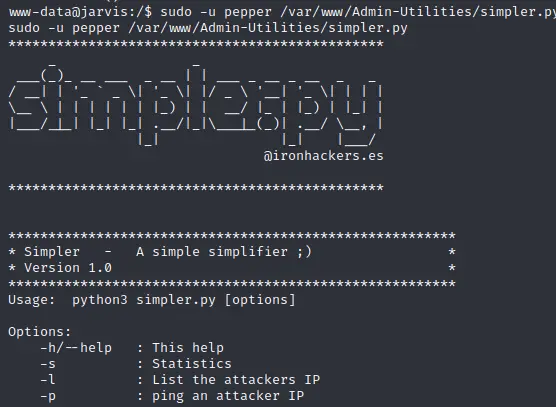 www-data@jarvis:/$ sudo -u pepper /var/www/Admin-Utilities/simpler.py
sudo -u pepper /var/www/Admin-Utilities/simpler.py
***********************************************
simpler.py
@ironhackers.es
***********************************************
********************************************************
* Simpler   -   A simple simplifier ;)                 *
* Version 1.0                                          *
********************************************************
Usage:  python3 simpler.py [options]
Options:
    -h/--help   : This help
    -s          : Statistics
    -l          : List the attackers IP
    -p          : ping an attacker IP